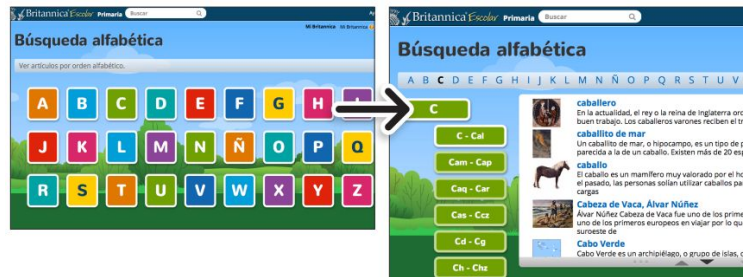 Britannica Escolar Primaria Buscar
Mi Britannica
Búsqueda alfabética
Ver artículos por orden alfabético.
A B C D E F G H I
J K L M N Ñ O P Q
R S T U V W X Y Z
Britannica Escolar Primaria Buscar
Búsqueda alfabética
A B C D E F G H I J K L M N Ñ O P Q R S T U V
C
C - Cal
Cam - Cap
Caq - Car
Cas - Ccz
Cd - Cg
Ch - Chz
caballero
En la actualidad, el rey o la reina de Inglaterra
buen trabajo. Los caballeros varones reciben el
caballito de mar
Un caballito de mar, o hipocampo, es un tipo de
parecida a la de un caballo. Existen más de 20
caballo
El caballo es un mamífero muy valorado por el
el pasado, las personas solían utilizar caballos
cargas
Cabeza de Vaca, Álvar Núñez
Álvar Núñez Cabeza de Vaca fue uno de los
uno de los primeros europeos en viajar por lo
suroeste de
Cabo Verde
Cabo Verde es un archipiélago, o grupo de islas,